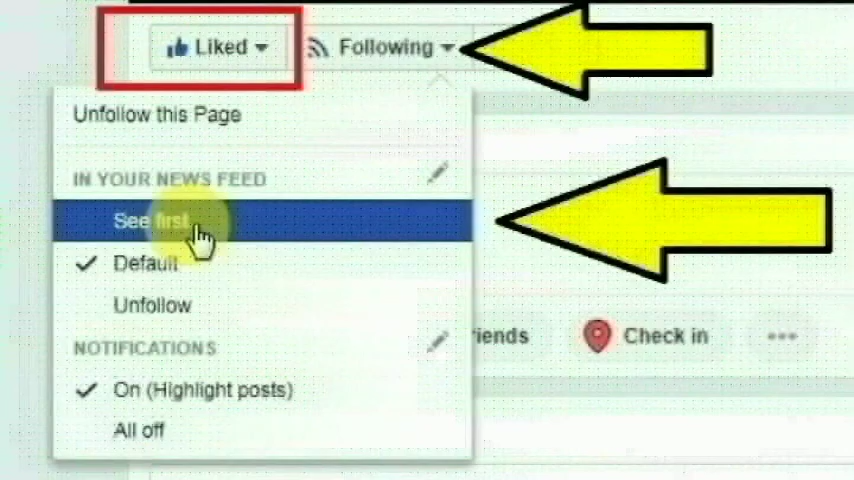 Liked Following
Unfollow this Page
IN YOUR NEWS FEED
See first
Default
Unfollow
riends Check in
NOTIFICATIONS
On (Highlight posts)
All off